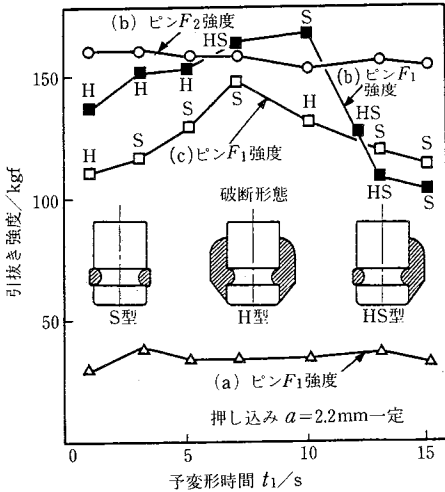 (b) ピンF₂強度
HS
S
H
H
H
(b) ピンF₁強度
HS
HS
S
H
S
S
S
H
S
S
(c) ピンF₁強度
破断形態
S型
H型
HS型
(a) ピンF₁強度
押し込み a=2.2mm一定
引抜き強度/kgf
150
100
50
0
5
10
15
予変形時間 t₁/s